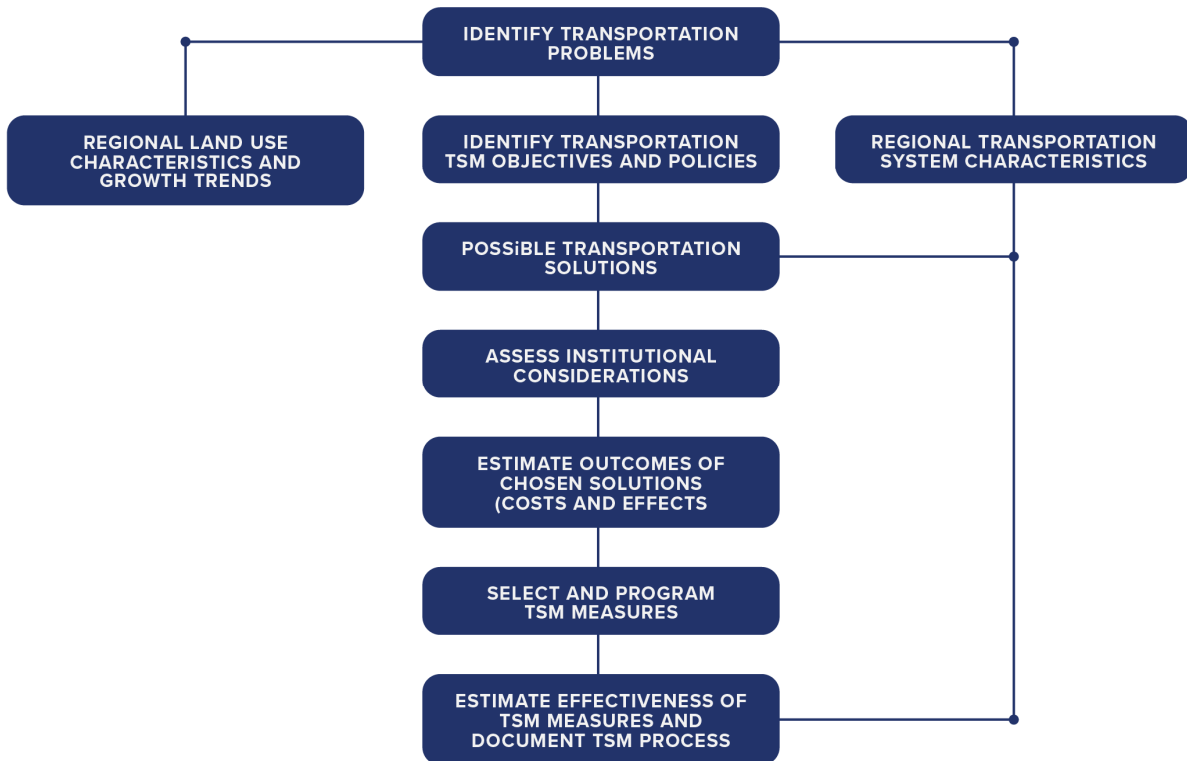 IDENTIFY TRANSPORTATION
PROBLEMS
REGIONAL LAND USE
CHARACTERISTICS AND
GROWTH TRENDS
IDENTIFY TRANSPORTATION
TSM OBJECTIVES AND POLICIES
REGIONAL TRANSPORTATION
SYSTEM CHARACTERISTICS
POSSiBLE TRANSPORTATION
SOLUTIONS
ASSESS INSTITUTIONAL
CONSIDERATIONS
ESTIMATE OUTCOMES OF
CHOSEN SOLUTIONS
(COSTS AND EFFECTS
SELECT AND PROGRAM
TSM MEASURES
ESTIMATE EFFECTIVENESS OF
TSM MEASURES AND
DOCUMENT TSM PROCESS